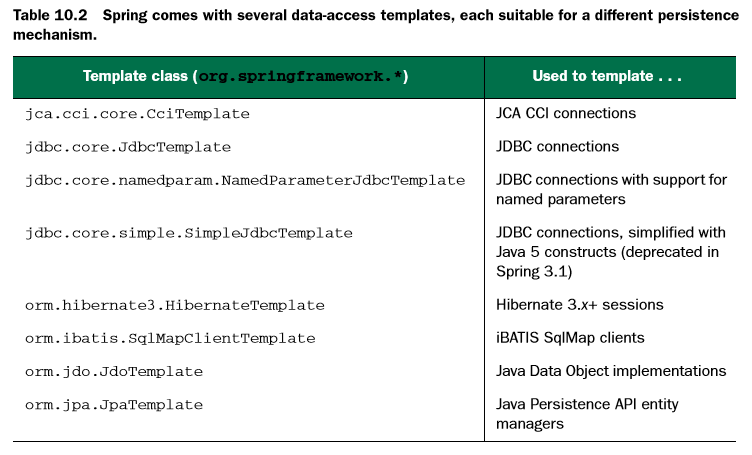 Table 10.2 Spring comes with several data-access templates, each suitable for a different persistence
mechanism.
Template class (org.springframework.*) Used to template . . .
jca.cci.core.CciTemplate JCA CCI connections
jdbc.core.JdbcTemplate JDBC connections
jdbc.core.namedparam.NamedParameterJdbcTemplate JDBC connections with support for
named parameters
jdbc.core.simple.SimpleJdbcTemplate JDBC connections, simplified with
Java 5 constructs (deprecated in
Spring 3.1)
orm.hibernate3.HibernateTemplate Hibernate 3.x+ sessions
orm.ibatis.SqlMapClientTemplate iBATIS SqlMap clients
orm.jdo.JdoTemplate Java Data Object implementations
orm.jpa.JpaTemplate Java Persistence API entity
managers